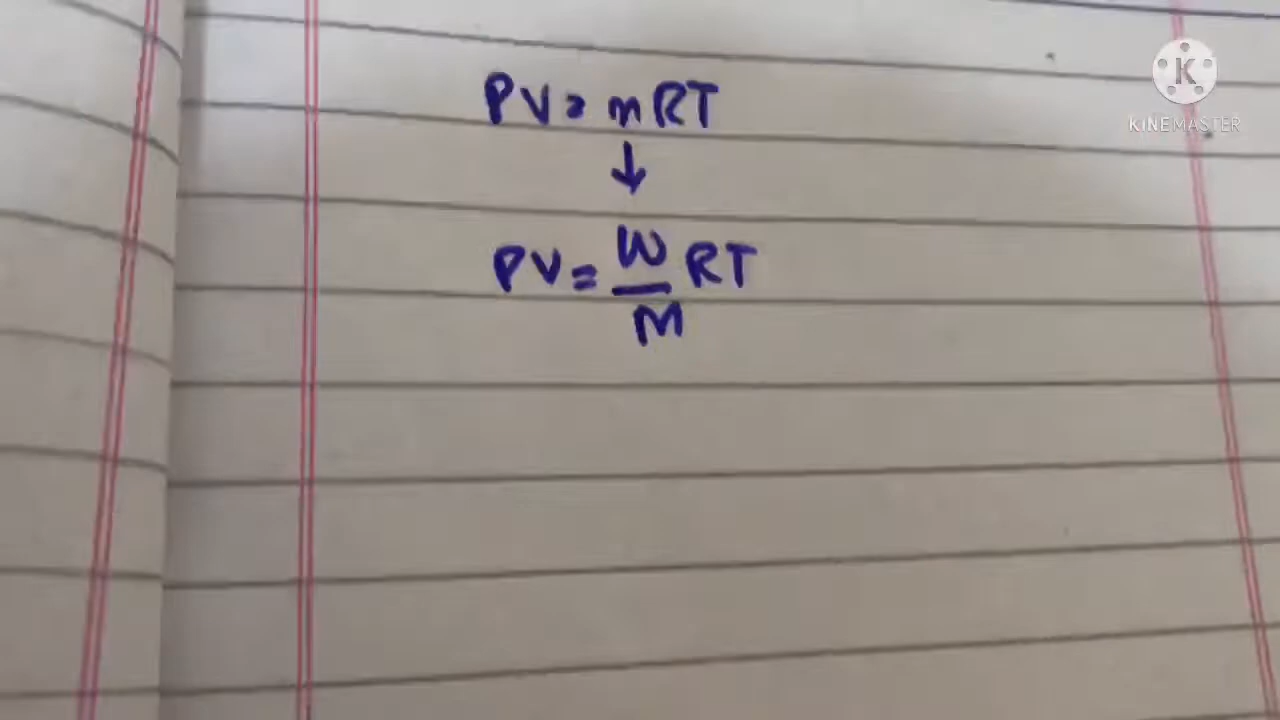 PV = nRT
↓
PV = W/M RT
K
KINEMASTER